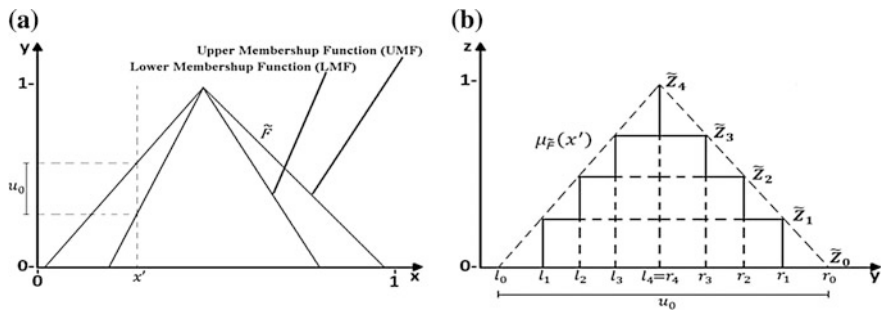 (a)
y
Upper Membershup Function (UMF)
Lower Membershup Function (LMF)
1-
F̃
u₀
0-
0
x′
1
x
(b)
z
1-
Z̃₄
μ_F̃(x′)
Z̃₃
Z̃₂
Z̃₁
Z̃₀
0-
l₀ l₁ l₂ l₃ l₄=r₄ r₃ r₂ r₁ r₀ y
u₀